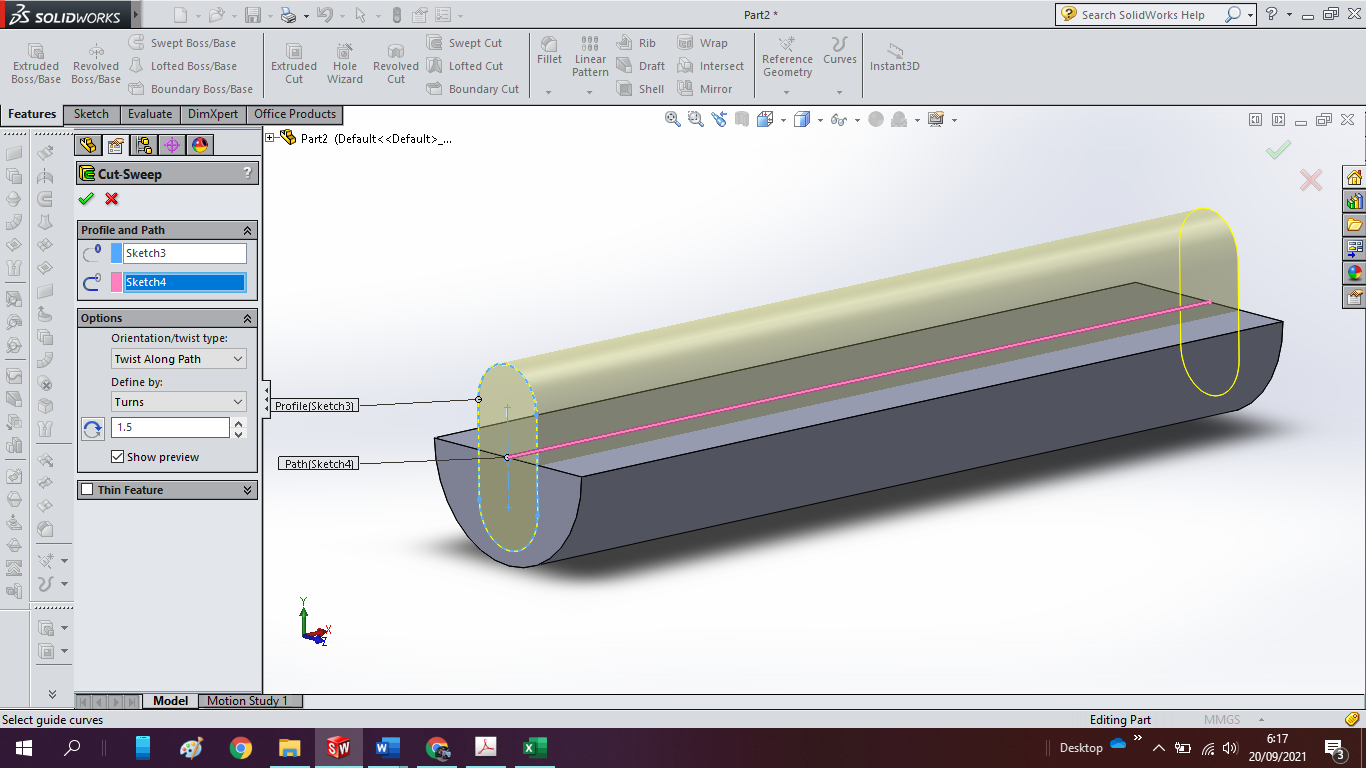 SOLIDWORKS
Part2 *
Search SolidWorks Help
?
Extruded Boss/Base
Revolved Boss/Base
Swept Boss/Base
Lofted Boss/Base
Boundary Boss/Base
Extruded Cut
Hole Wizard
Revolved Cut
Swept Cut
Lofted Cut
Boundary Cut
Fillet
Linear Pattern
Rib
Draft
Shell
Wrap
Intersect
Mirror
Reference Geometry
Curves
Instant3D
Features
Sketch
Evaluate
DimXpert
Office Products
Part2 (Default<<Default>_...
Cut-Sweep
?
Profile and Path
Sketch3
Sketch4
Options
Orientation/twist type:
Twist Along Path
Define by:
Turns
1.5
Show preview
Thin Feature
Profile(Sketch3)
Path(Sketch4)
Y
X
Z
Model
Motion Study 1
Select guide curves
Editing Part
MMGS
Desktop
6:17
20/09/2021
3